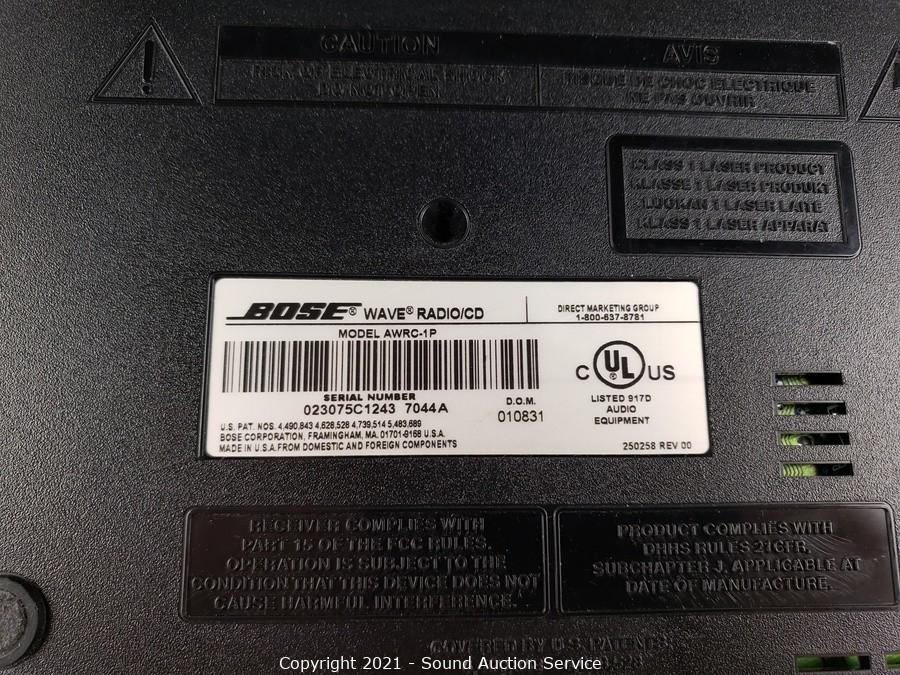 CAUTION
RISK OF ELECTRICAL SHOCK
DO NOT OPEN
AVIS
RISQUE DE CHOC ELECTRIQUE
NE PAS OUVRIR
CLASS 1 LASER PRODUCT
KLASSE 1 LASER PRODUKT
LUOKAN 1 LASER LAITE
KLASS 1 LASER APPARAT
BOSE® WAVE® RADIO/CD
DIRECT MARKETING GROUP
1-800-637-8781
MODEL AWRC-1P
SERIAL NUMBER
023075C1243 7044A
D.O.M.
010831
C UL® US
LISTED 917D
AUDIO
EQUIPMENT
U.S. PAT. NOS. 4,490,843 4,628,528 4,739,514 5,483,689
BOSE CORPORATION, FRAMINGHAM, MA. 01701-9168 U.S.A.
MADE IN U.S.A. FROM DOMESTIC AND FOREIGN COMPONENTS
250258 REV 00
RECEIVER COMPLIES WITH
PART 15 OF THE FCC RULES.
OPERATION IS SUBJECT TO THE
CONDITION THAT THIS DEVICE DOES NOT
CAUSE HARMFUL INTERFERENCE.
PRODUCT COMPLIES WITH
DHHS RULES 21CFR,
SUBCHAPTER J, APPLICABLE AT
DATE OF MANUFACTURE.
COVERED BY U.S. PATENTS
Copyright 2021 - Sound Auction Service